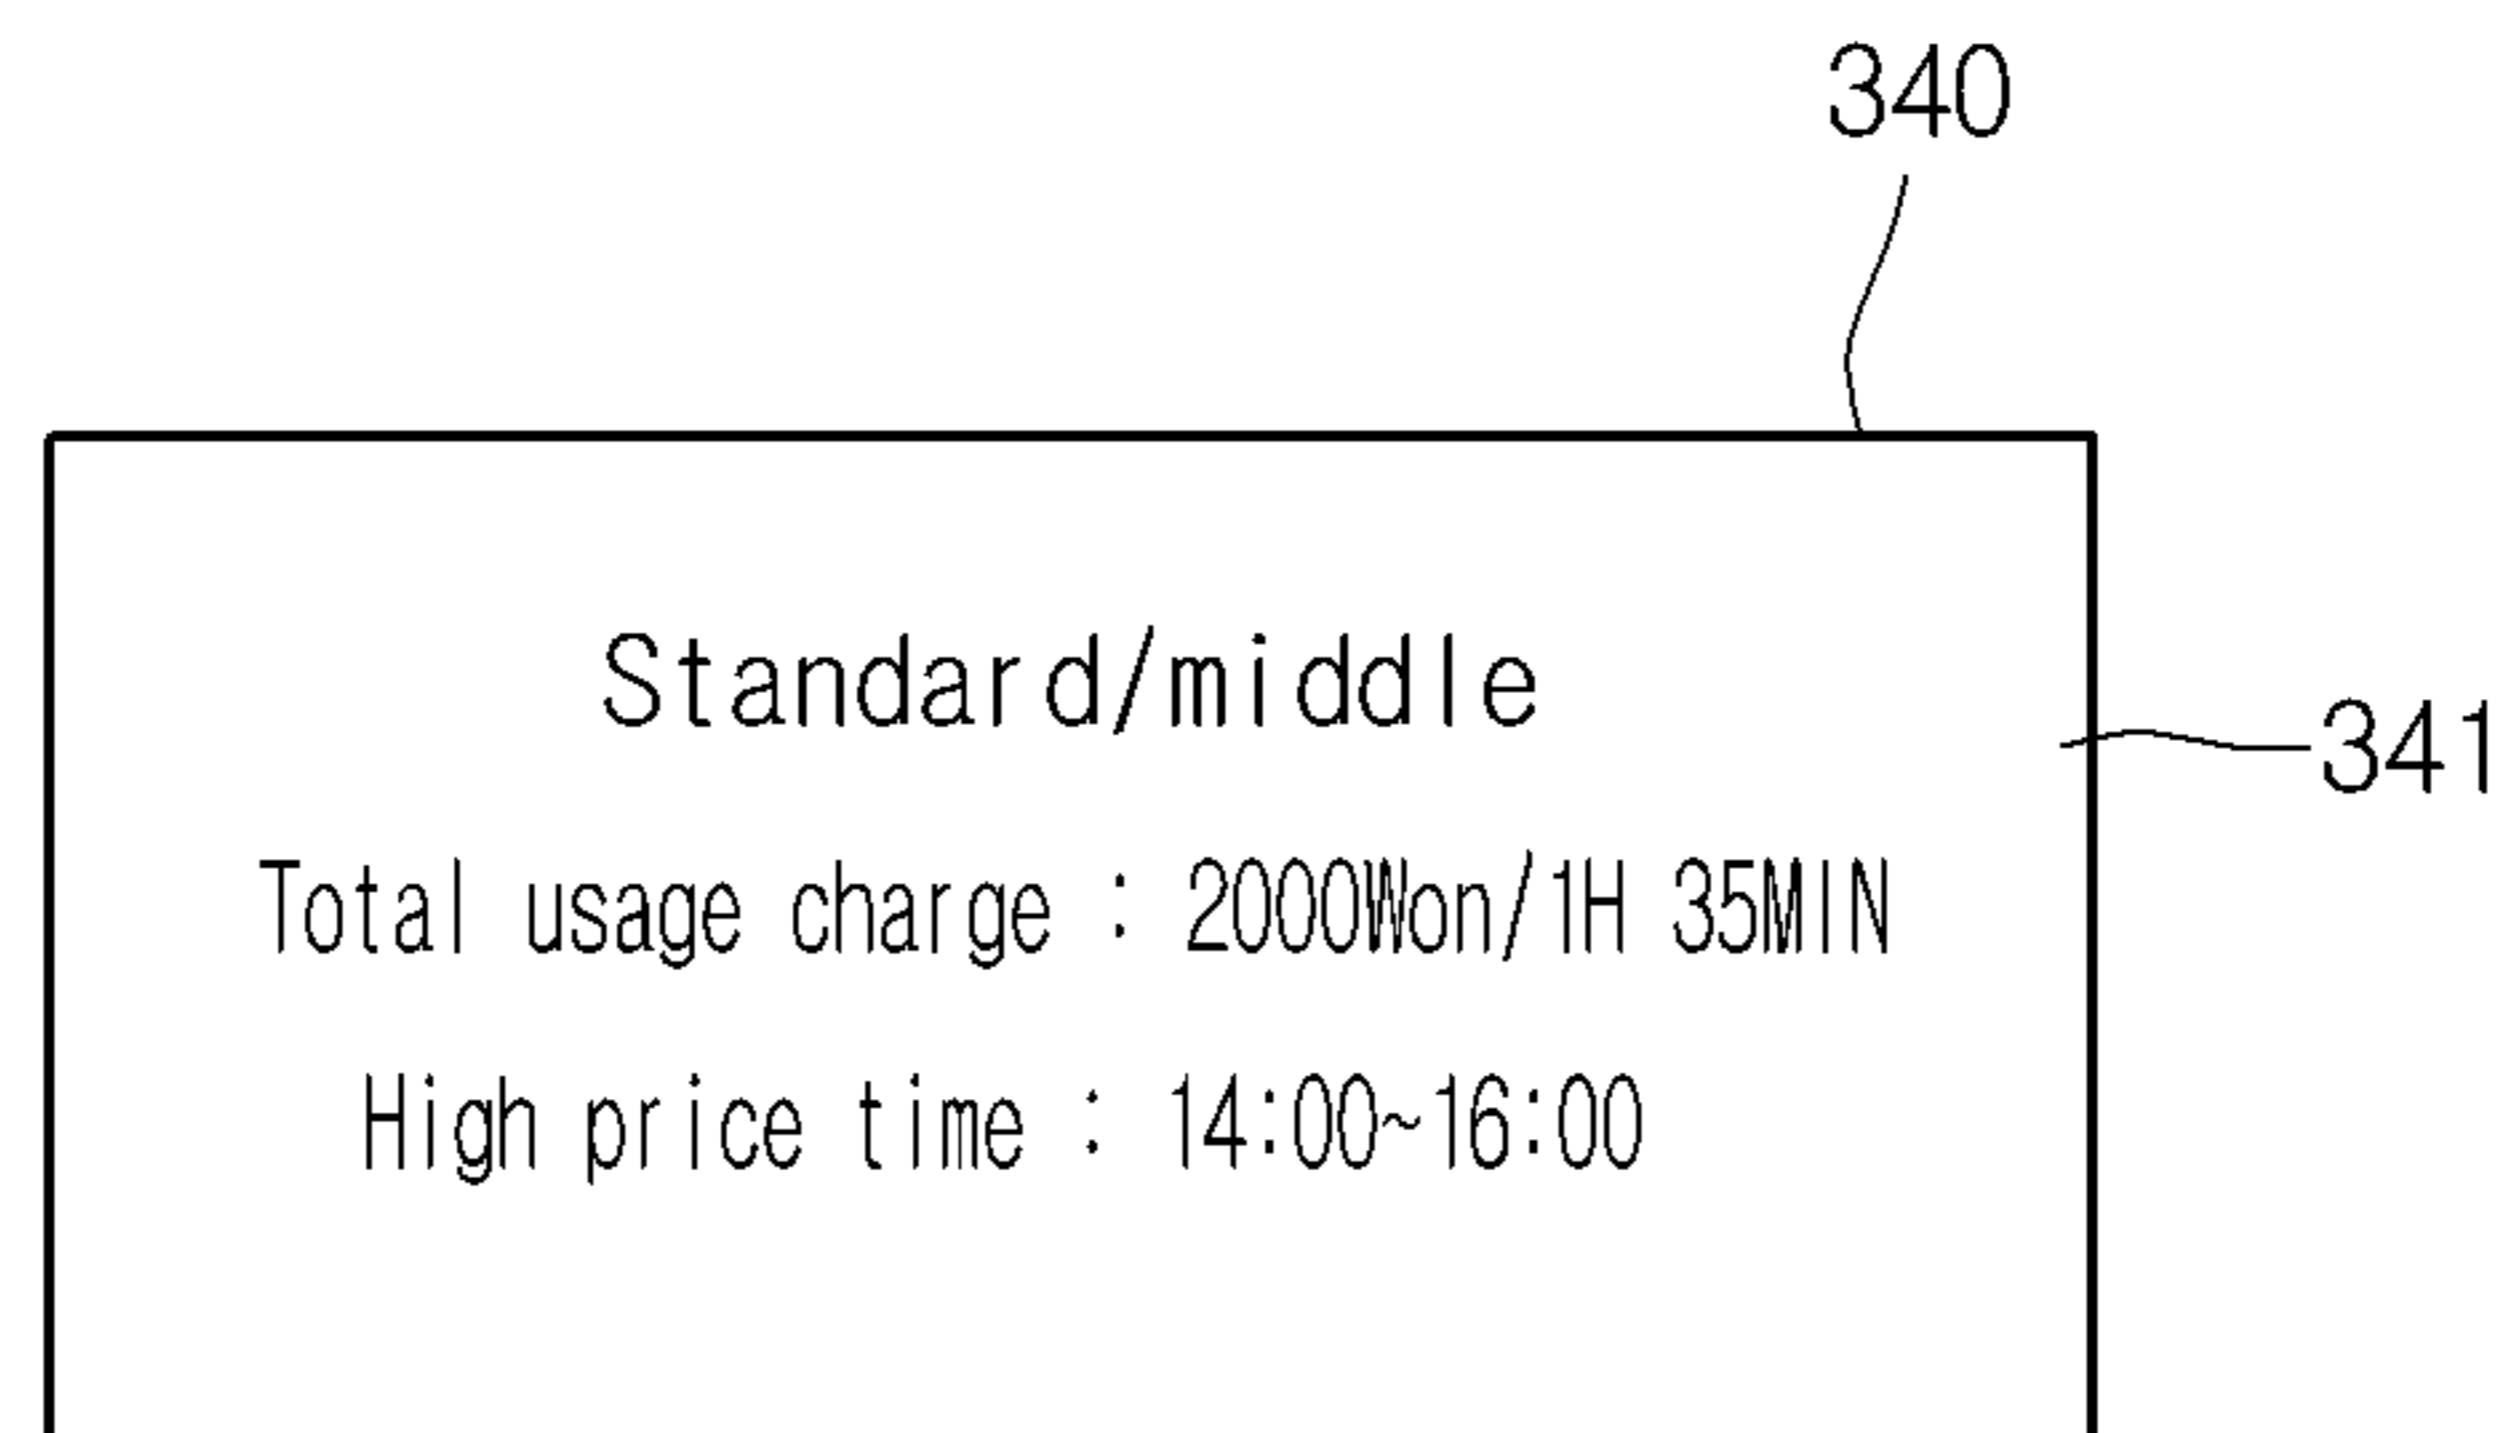 340
Standard/middle
341
Total usage charge : 2000Won/1H 35MIN
High price time : 14:00~16:00